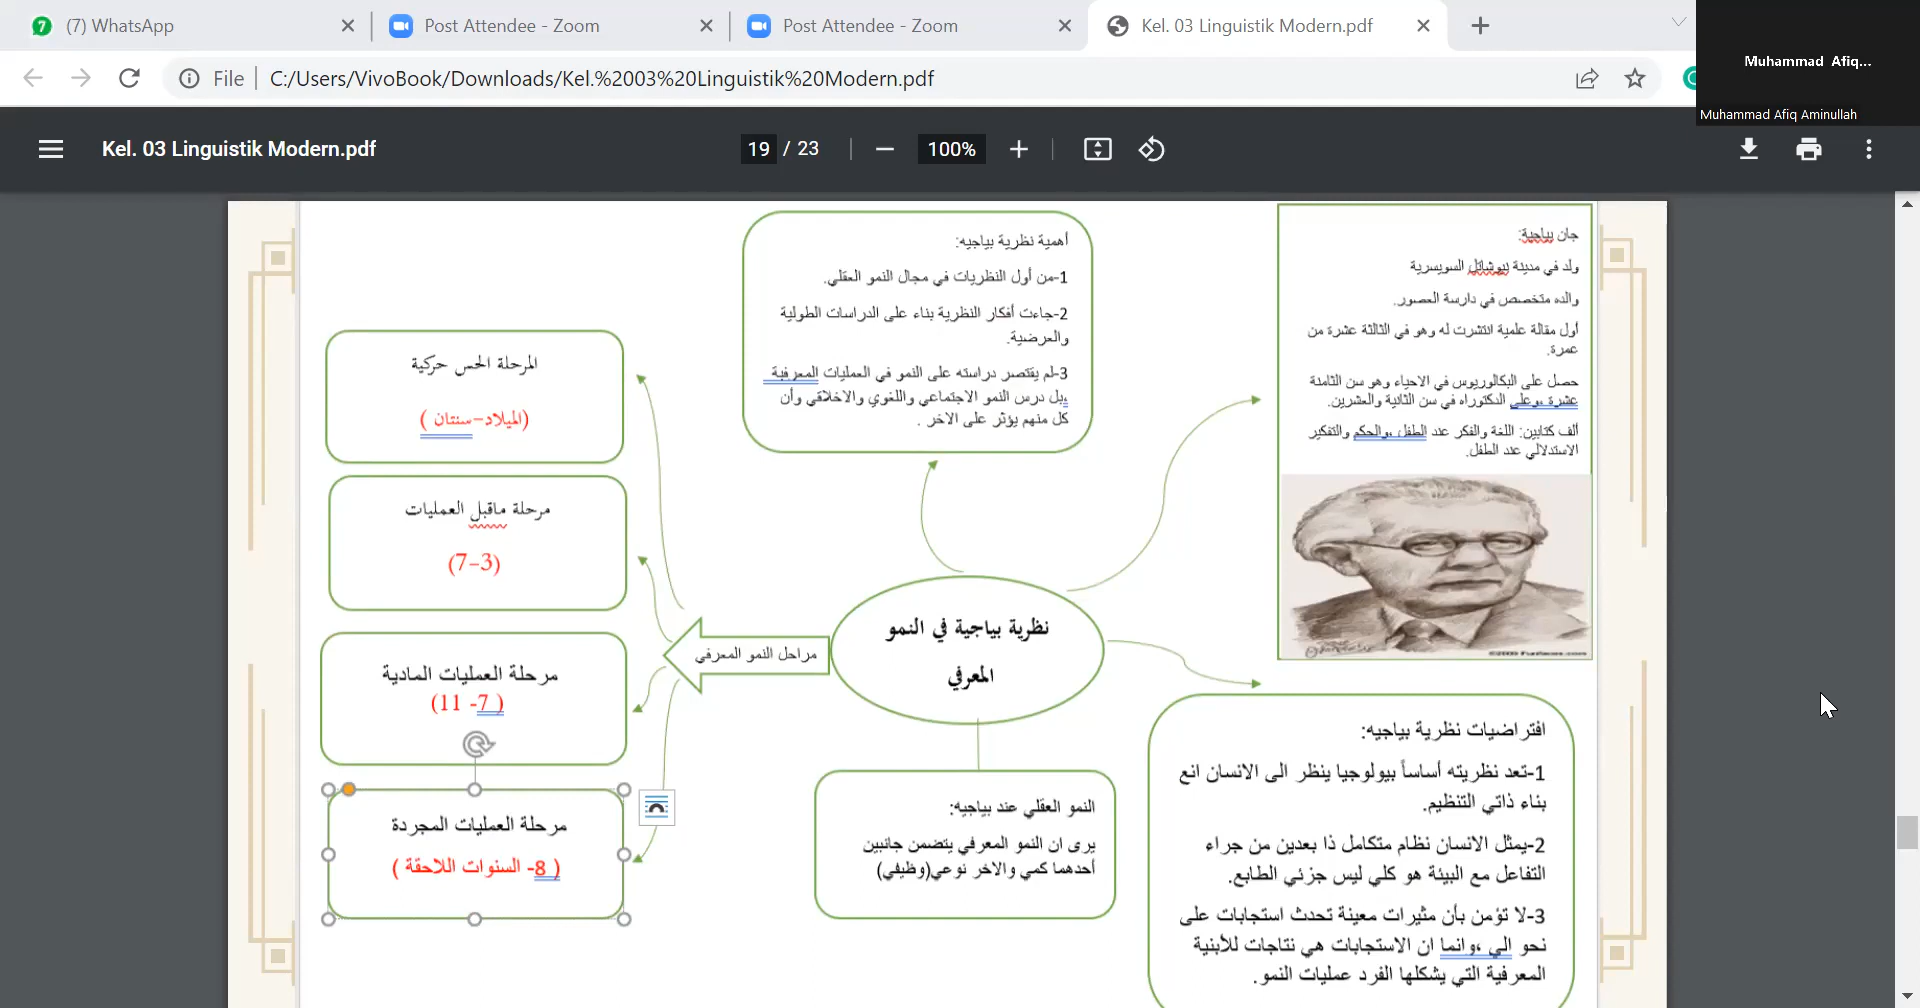 (7) WhatsApp
Post Attendee - Zoom
Post Attendee - Zoom
Kel. 03 Linguistik Modern.pdf
File
C:/Users/VivoBook/Downloads/Kel.%2003%20Linguistik%20Modern.pdf
Muhammad Afiq...
Muhammad Afiq Aminullah
Kel. 03 Linguistik Modern.pdf
19 / 23
100%
جان بياجية:
ولد في مدينة نيوشاتل السويسرية
والده متخصص في دارسة العصور.
أول مقالة علمية انتشرت له وهو في الثالثة عشرة من
عمرة.
حصل على البكالوريوس في الاحياء وهو سن الثامنة
عشرة ،وعلى الدكتوراه في سن الثانية والعشرين.
ألف كتابين: اللغة والفكر عند الطفل ،والحكم والتفكير
الاستدلالي عند الطفل.
أهمية نظرية بياجيه:
1-من أول النظريات في مجال النمو العقلي.
2-جاءت أفكار النظرية بناء على الدراسات الطولية
والعرضية.
3-لم يقتصر دراسته على النمو في العمليات المعرفية
،بل درس النمو الاجتماعي واللغوي والاخلاقي وأن
كل منهم يؤثر على الاخر .
المرحلة الحس حركية
(الميلاد-سنتان )
مرحلة ماقبل العمليات
(3-7)
مرحلة العمليات المادية
( 7- 11)
مرحلة العمليات المجردة
( 8- السنوات اللاحقة )
مراحل النمو المعرفي
نظرية بياجية في النمو
المعرفي
النمو العقلي عند بياجيه:
يرى ان النمو المعرفي يتضمن جانبين
أحدهما كمي والاخر نوعي(وظيفي)
افتراضيات نظرية بياجيه:
1-تعد نظريته أساساً بيولوجيا ينظر الى الانسان انع
بناء ذاتي التنظيم.
2-يمثل الانسان نظام متكامل ذا بعدين من جراء
التفاعل مع البيئة هو كلي ليس جزئي الطابع.
3-لا تؤمن بأن مثيرات معينة تحدث استجابات على
نحو الي ،وانما ان الاستجابات هي نتاجات للأبنية
المعرفية التي يشكلها الفرد عمليات النمو.